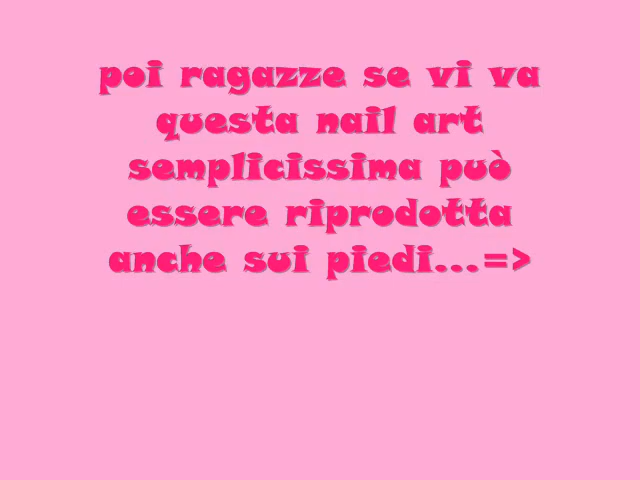 poi ragazze se vi va
questa nail art
semplicissima può
essere riprodotta
anche sui piedi...=>